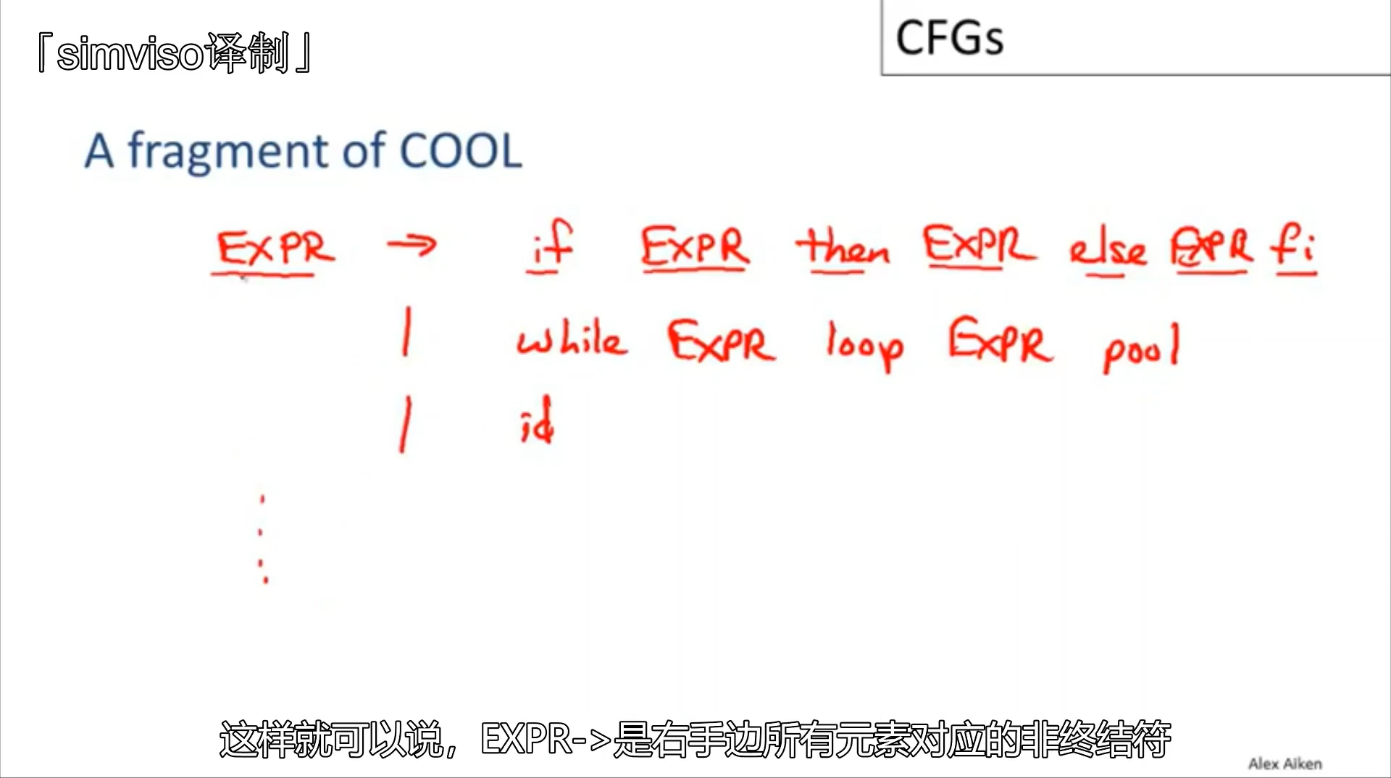 「simviso译制」
CFGs
A fragment of COOL
EXPR → if EXPR then EXPR else EXPR fi
| while EXPR loop EXPR pool
| id
这样就可以说，EXPR->是右手边所有元素对应的非终结符
Alex Aiken